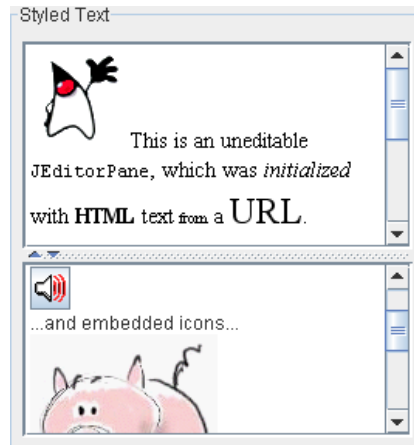 Styled Text
This is an uneditable
JEditorPane, which was initialized
with HTML text from a URL.
...and embedded icons...